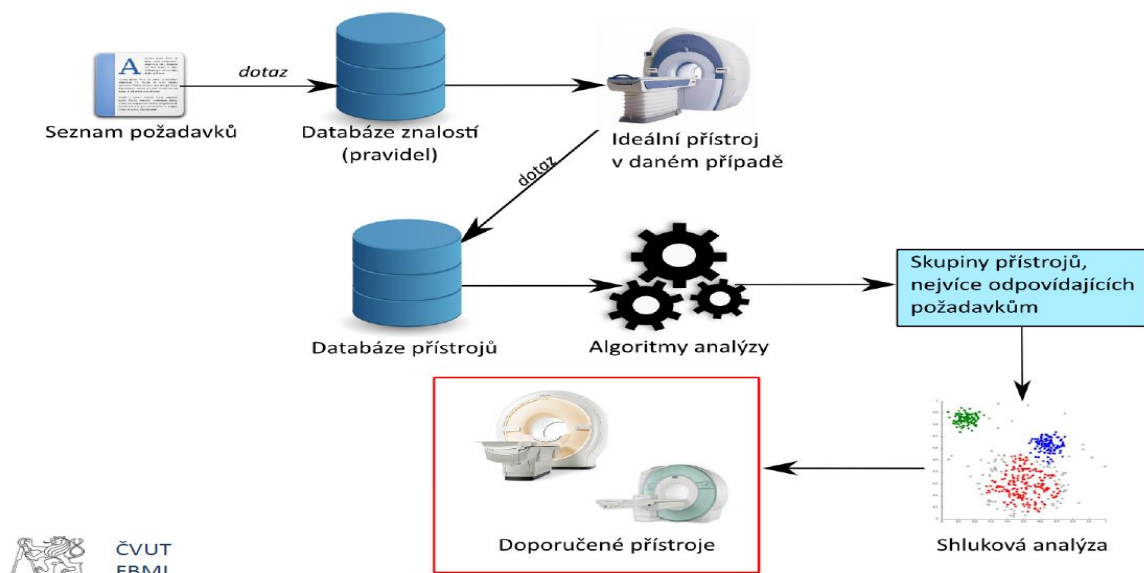 dotaz
Seznam požadavků
Databáze znalostí
(pravidel)
Ideální přístroj
v daném případě
dotaz
Databáze přístrojů
Algoritmy analýzy
Skupiny přístrojů,
nejvíce odpovídajících
požadavkům
Shluková analýza
Doporučené přístroje
ČVUT
FBMI